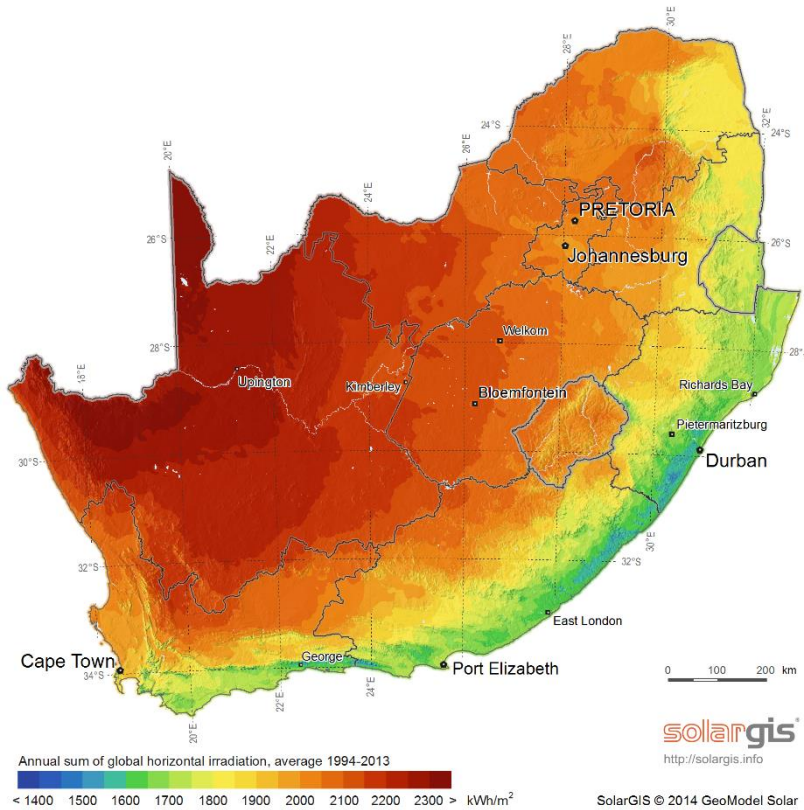 30°E
28°E
32°E
24°S
24°S
26°E
20°E
24°E
PRETORIA
26°S
22°E
26°S
Johannesburg
Welkom
28°S
28°S
18°E
Upington
Kimberley
Bloemfontein
Richards Bay
Pietermaritzburg
30°S
Durban
30°E
32°S
32°S
East London
George
Cape Town
34°S
Port Elizabeth
24°E
22°E
20°E
0 100 200 km
solargis®
http://solargis.info
Annual sum of global horizontal irradiation, average 1994-2013
< 1400 1500 1600 1700 1800 1900 2000 2100 2200 2300 > kWh/m²
SolarGIS © 2014 GeoModel Solar